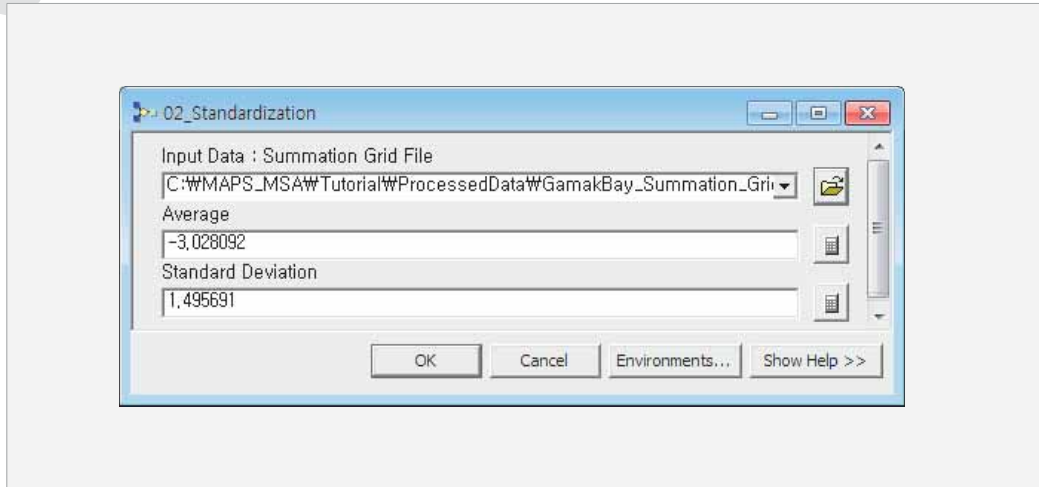 02_Standardization
Input Data : Summation Grid File
C:₩MAPS_MSA₩Tutorial₩ProcessedData₩GamakBay_Summation_Gri
Average
-3,028092
Standard Deviation
1,495691
OK Cancel Environments... Show Help >>